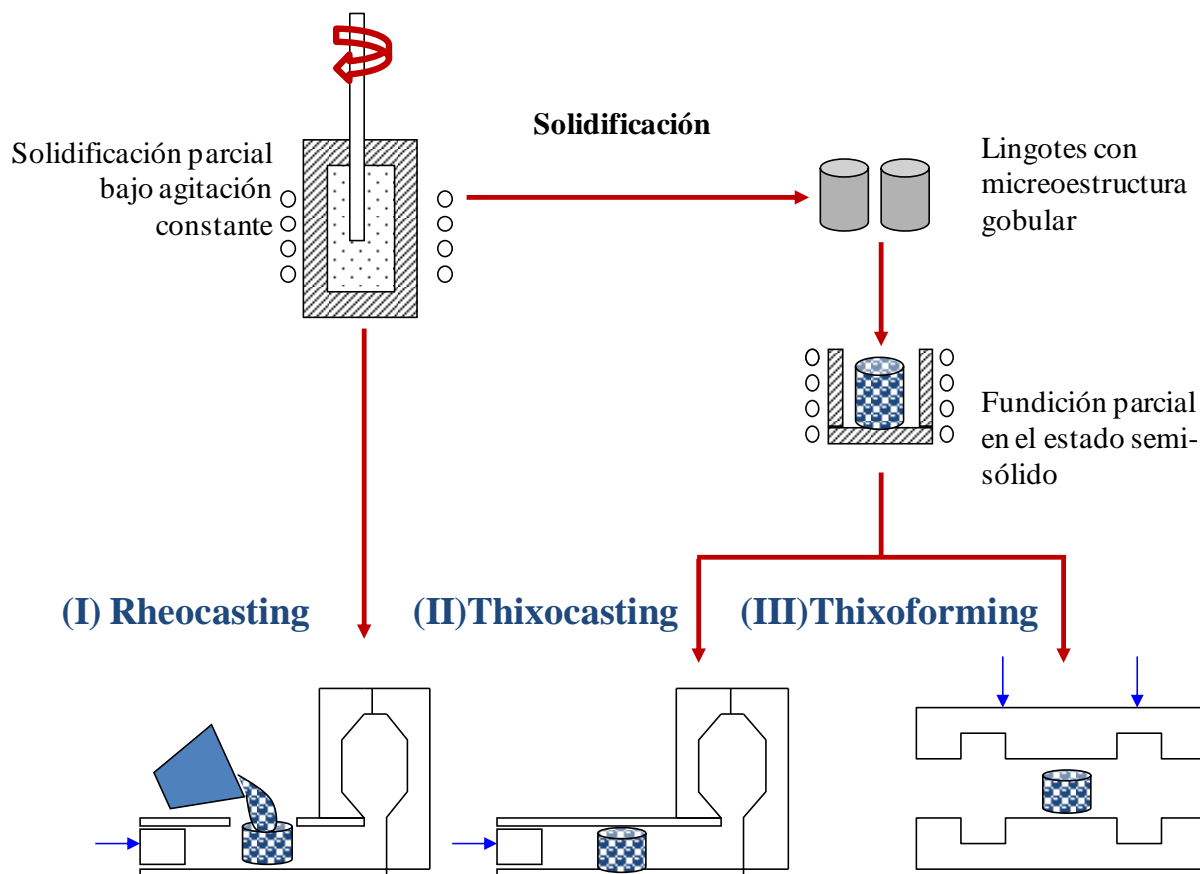 Solidificación parcial
bajo agitación
constante
Solidificación
Lingotes con
micreoestructura
gobular
Fundición parcial
en el estado semi-
sólido
(I) Rheocasting
(II)Thixocasting
(III)Thixoforming